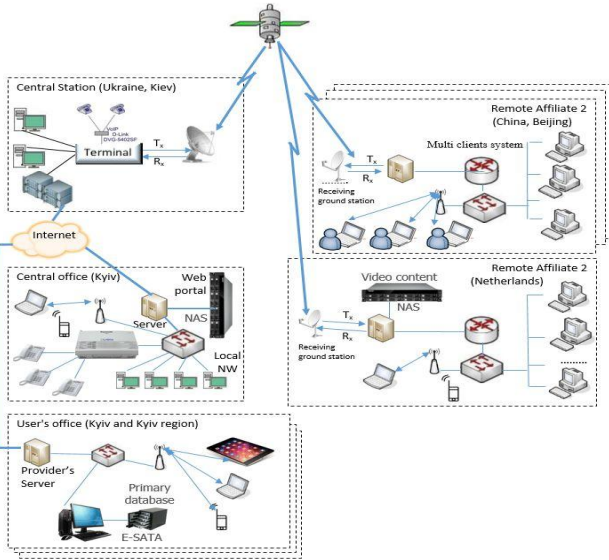 Central Station (Ukraine, Kiev)
VoIP
D-Link
DVG-5402SP
Terminal
Tx
Rx
Internet
Central office (Kyiv)
Web
portal
Server
NAS
Local
NW
User's office (Kyiv and Kyiv region)
Provider's
Server
Primary
database
E-SATA
Remote Affiliate 2
(China, Beijing)
Multi clients system
Tx
Rx
Receiving
ground station
Remote Affiliate 2
(Netherlands)
Video content
NAS
Tx
Rx
Receiving
ground station